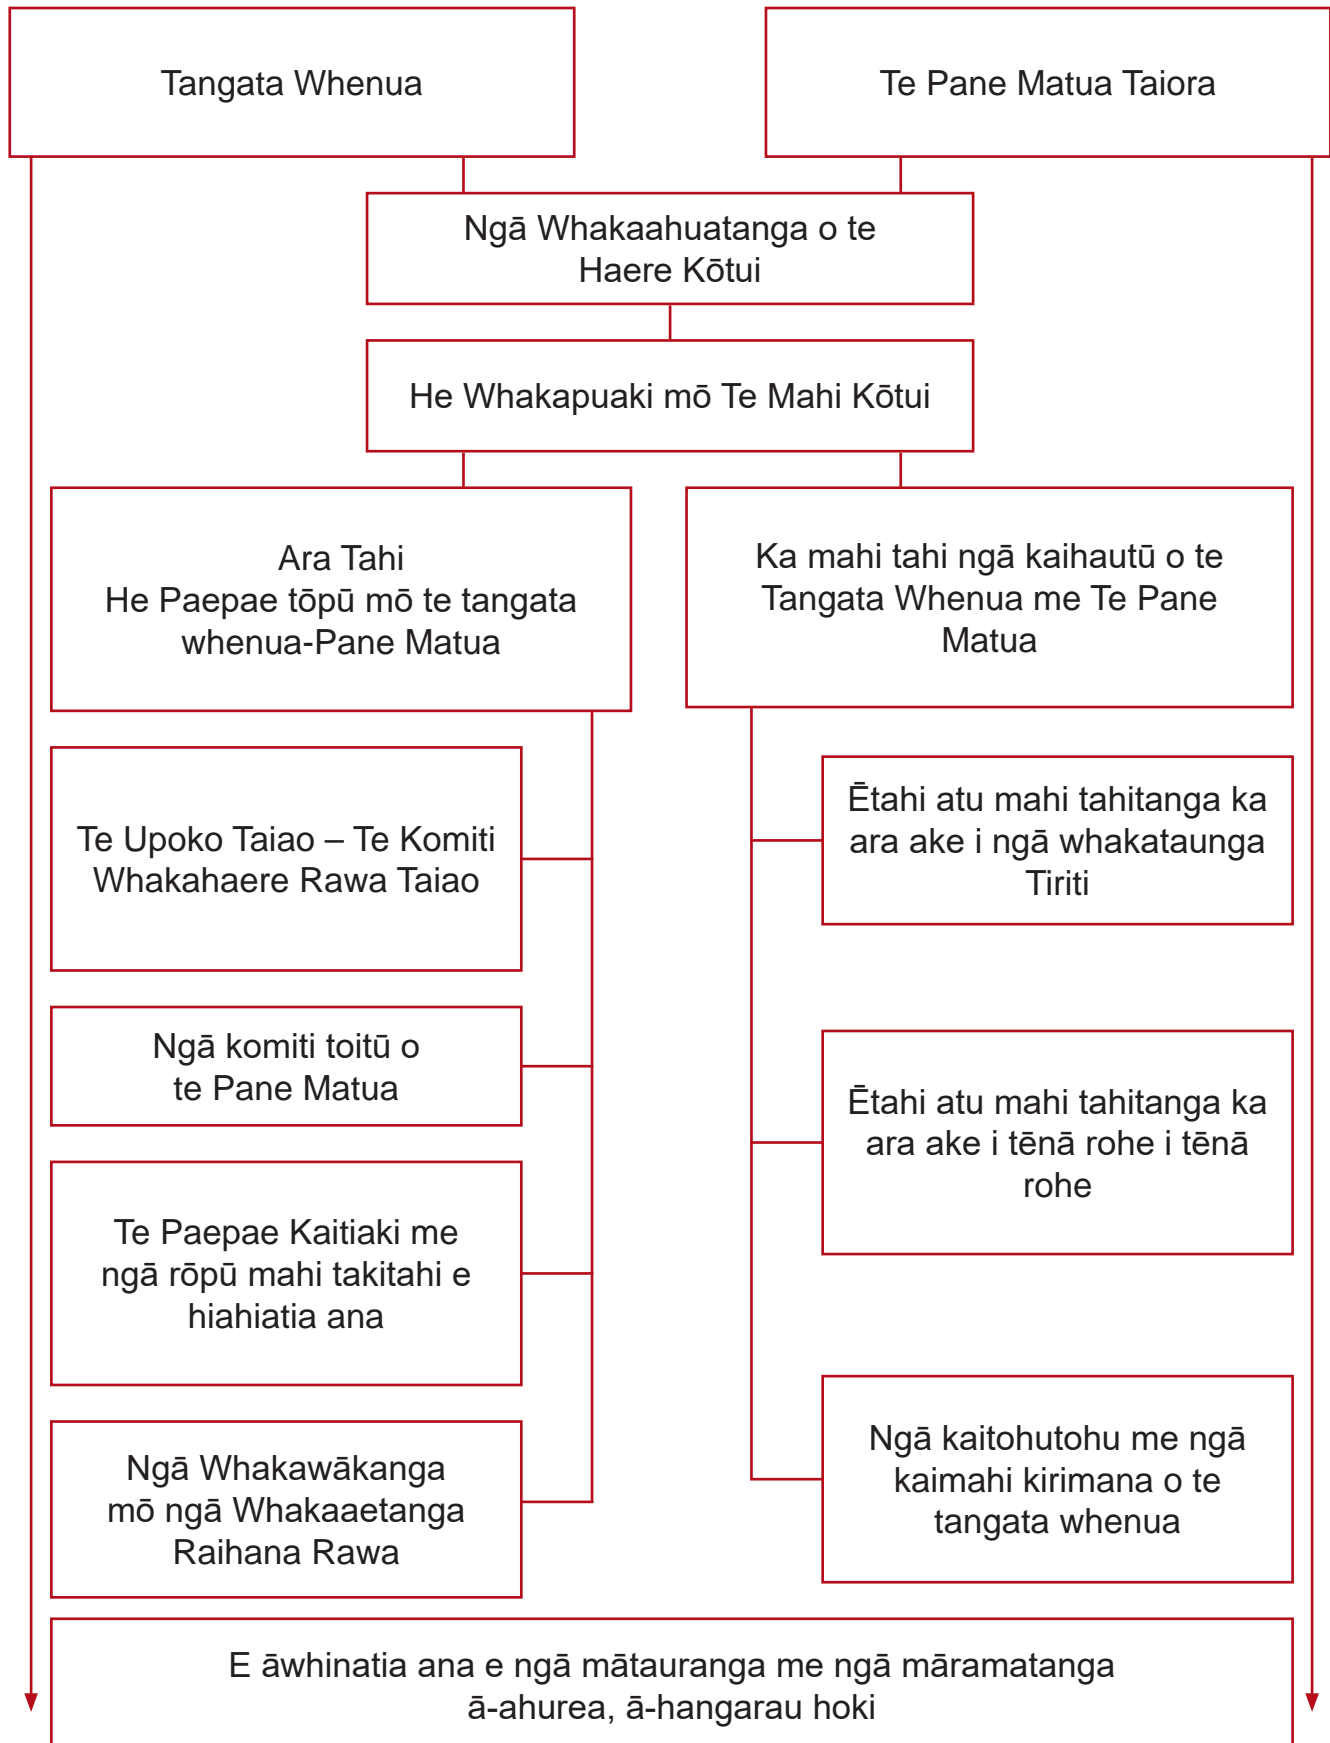 Tangata Whenua
Te Pane Matua Taiora
Ngā Whakaahuatanga o te
Haere Kōtui
He Whakapuaki mō Te Mahi Kōtui
Ara Tahi
He Paepae tōpū mō te tangata
whenua-Pane Matua
Ka mahi tahi ngā kaihautū o te
Tangata Whenua me Te Pane
Matua
Te Upoko Taiao – Te Komiti
Whakahaere Rawa Taiao
Ngā komiti toitū o
te Pane Matua
Te Paepae Kaitiaki me
ngā rōpū mahi takitahi e
hiahiatia ana
Ngā Whakawākanga
mō ngā Whakaaetanga
Raihana Rawa
Ētahi atu mahi tahitanga ka
ara ake i ngā whakataunga
Tiriti
Ētahi atu mahi tahitanga ka
ara ake i tēnā rohe i tēnā
rohe
Ngā kaitohutohu me ngā
kaimahi kirimana o te
tangata whenua
E āwhinatia ana e ngā mātauranga me ngā māramatanga
ā-ahurea, ā-hangarau hoki